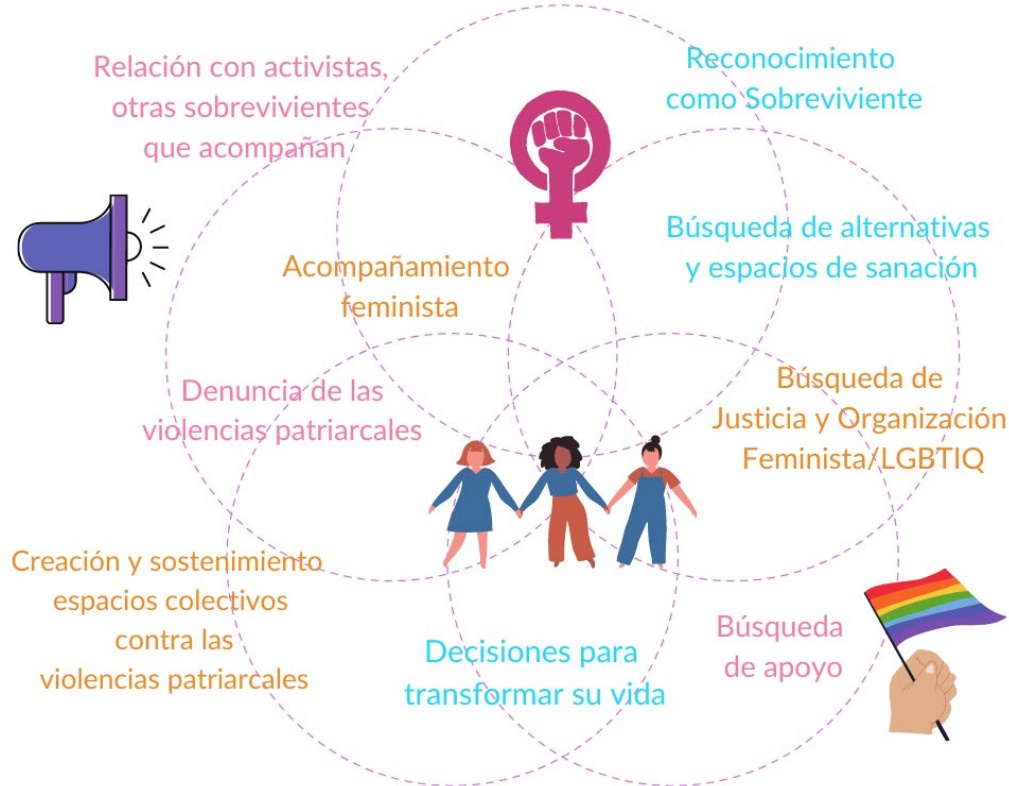 Relación con activistas,
otras sobrevivientes
que acompañan
Reconocimiento
como Sobreviviente
Búsqueda de alternativas
y espacios de sanación
Acompañamiento
feminista
Denuncia de las
violencias patriarcales
Búsqueda de
Justicia y Organización
Feminista/LGBTIQ
Creación y sostenimiento
espacios colectivos
contra las
violencias patriarcales
Decisiones para
transformar su vida
Búsqueda
de apoyo